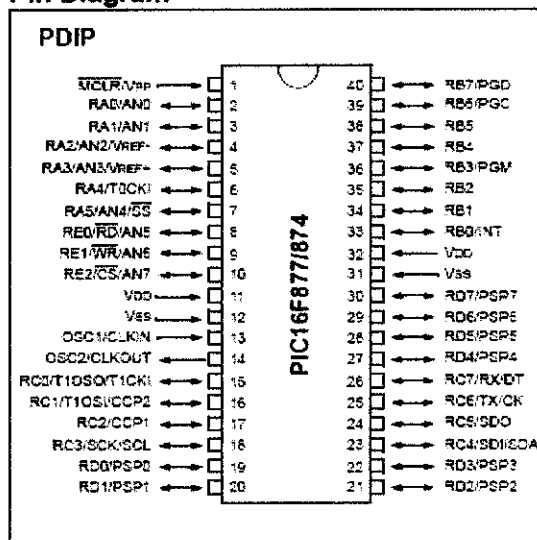 PDIP
MCLR/VPP 1
RA0/AN0 2
RA1/AN1 3
RA2/AN2/VREF- 4
RA3/AN3/VREF+ 5
RA4/T0CKI 6
RA5/AN4/SS 7
RE0/RD/AN5 8
RE1/WR/AN6 9
RE2/CS/AN7 10
VDD 11
VSS 12
OSC1/CLKIN 13
OSC2/CLKOUT 14
RC0/T1OSO/T1CKI 15
RC1/T1OSI/CCP2 16
RC2/CCP1 17
RC3/SCK/SCL 18
RD0/PSP0 19
RD1/PSP1 20
PIC16F877/874
40 RB7/PGD
39 RB6/PGC
38 RB5
37 RB4
36 RB3/PGM
35 RB2
34 RB1
33 RB0/INT
32 VDD
31 VSS
30 RD7/PSP7
29 RD6/PSP6
28 RD5/PSP5
27 RD4/PSP4
26 RC7/RX/DT
25 RC6/TX/CK
24 RC5/SDO
23 RC4/SDI/SDA
22 RD3/PSP3
21 RD2/PSP2